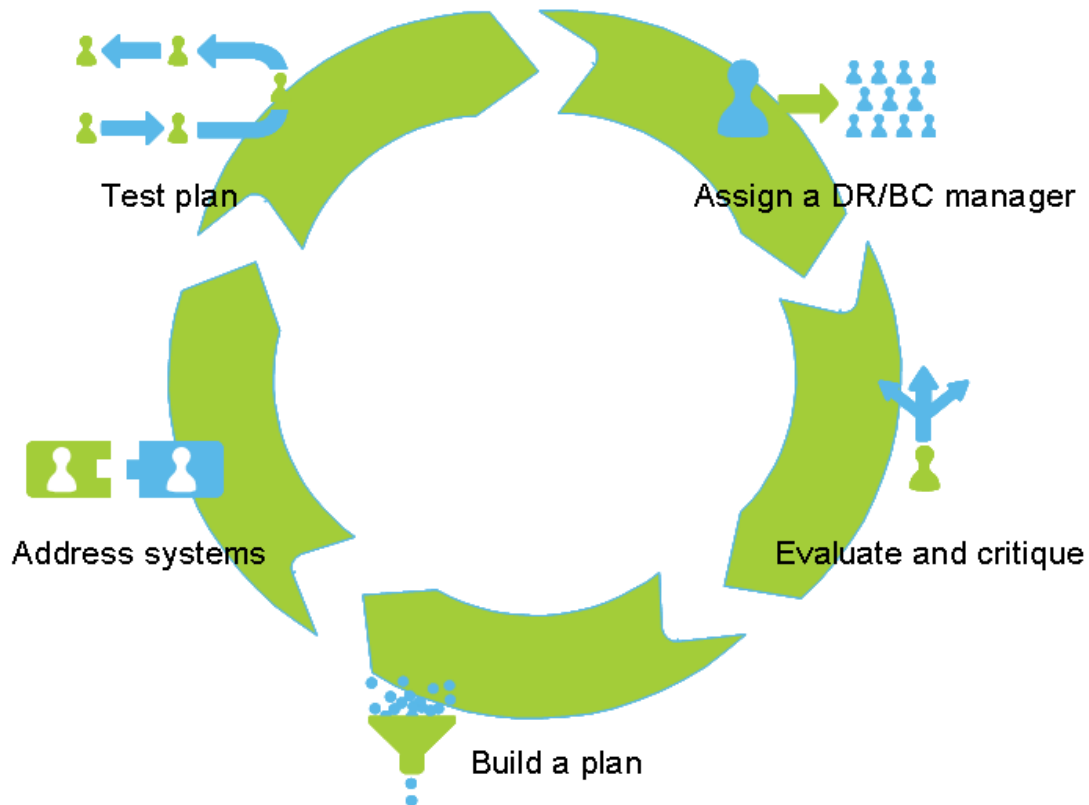 Test plan
Assign a DR/BC manager
Address systems
Evaluate and critique
Build a plan